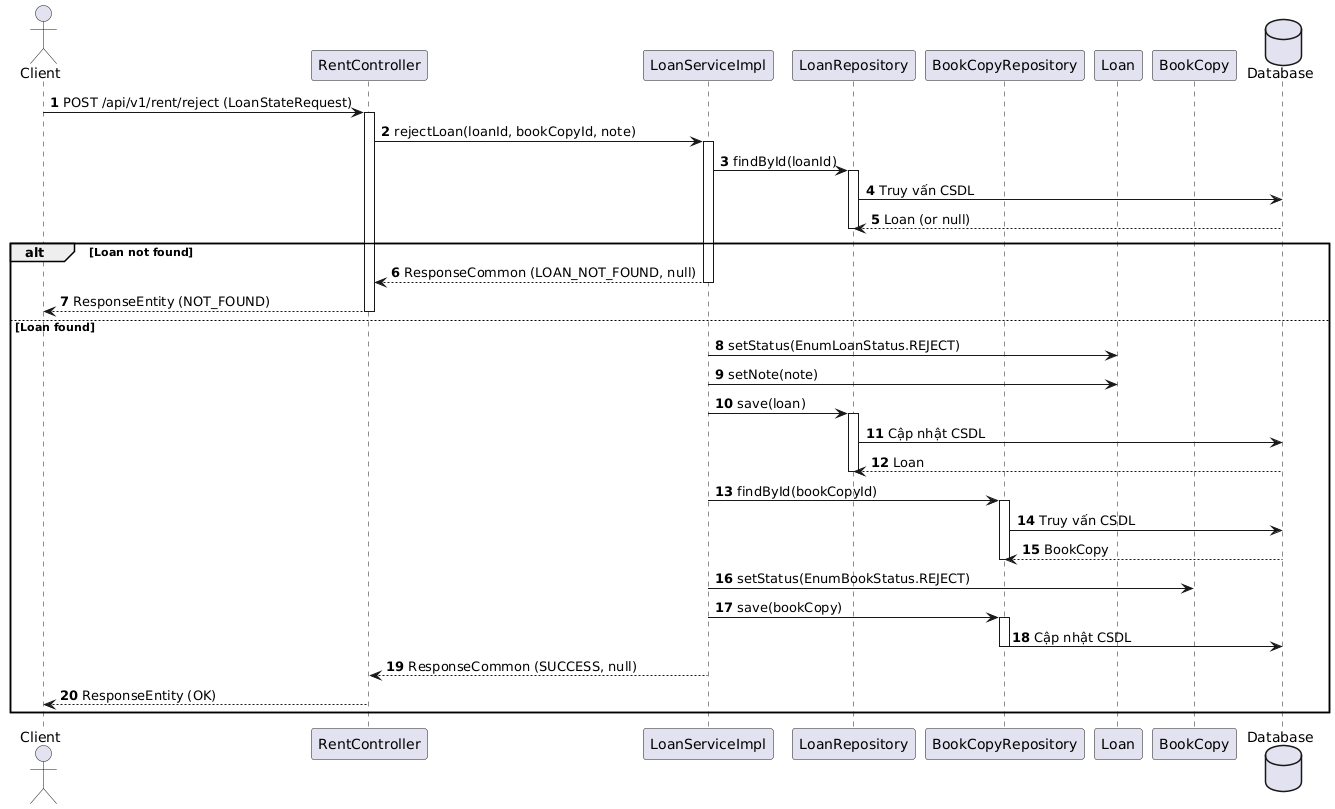 Client
RentController
LoanServiceImpl
LoanRepository
BookCopyRepository
Loan
BookCopy
Database
1 POST /api/v1/rent/reject (LoanStateRequest)
2 rejectLoan(loanId, bookCopyId, note)
3 findById(loanId)
4 Truy vấn CSDL
5 Loan (or null)
alt [Loan not found]
6 ResponseCommon (LOAN_NOT_FOUND, null)
7 ResponseEntity (NOT_FOUND)
[Loan found]
8 setStatus(EnumLoanStatus.REJECT)
9 setNote(note)
10 save(loan)
11 Cập nhật CSDL
12 Loan
13 findById(bookCopyId)
14 Truy vấn CSDL
15 BookCopy
16 setStatus(EnumBookStatus.REJECT)
17 save(bookCopy)
18 Cập nhật CSDL
19 ResponseCommon (SUCCESS, null)
20 ResponseEntity (OK)
Client
RentController
LoanServiceImpl
LoanRepository
BookCopyRepository
Loan
BookCopy
Database